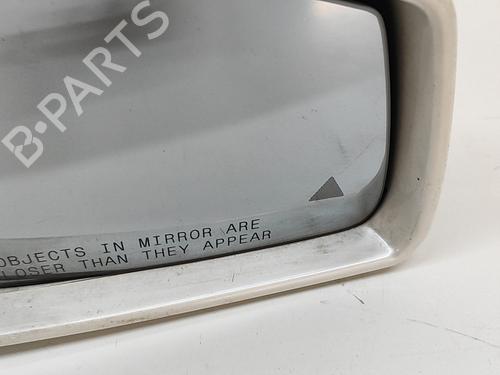 B-PARTS
OBJECTS IN MIRROR ARE
LOSER THAN THEY APPEAR